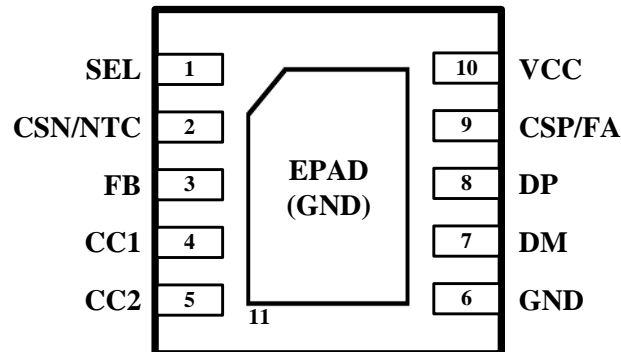 SEL 1 10 VCC
CSN/NTC 2 9 CSP/FA
FB 3 EPAD 8 DP
(GND)
CC1 4 7 DM
CC2 5 6 GND
11